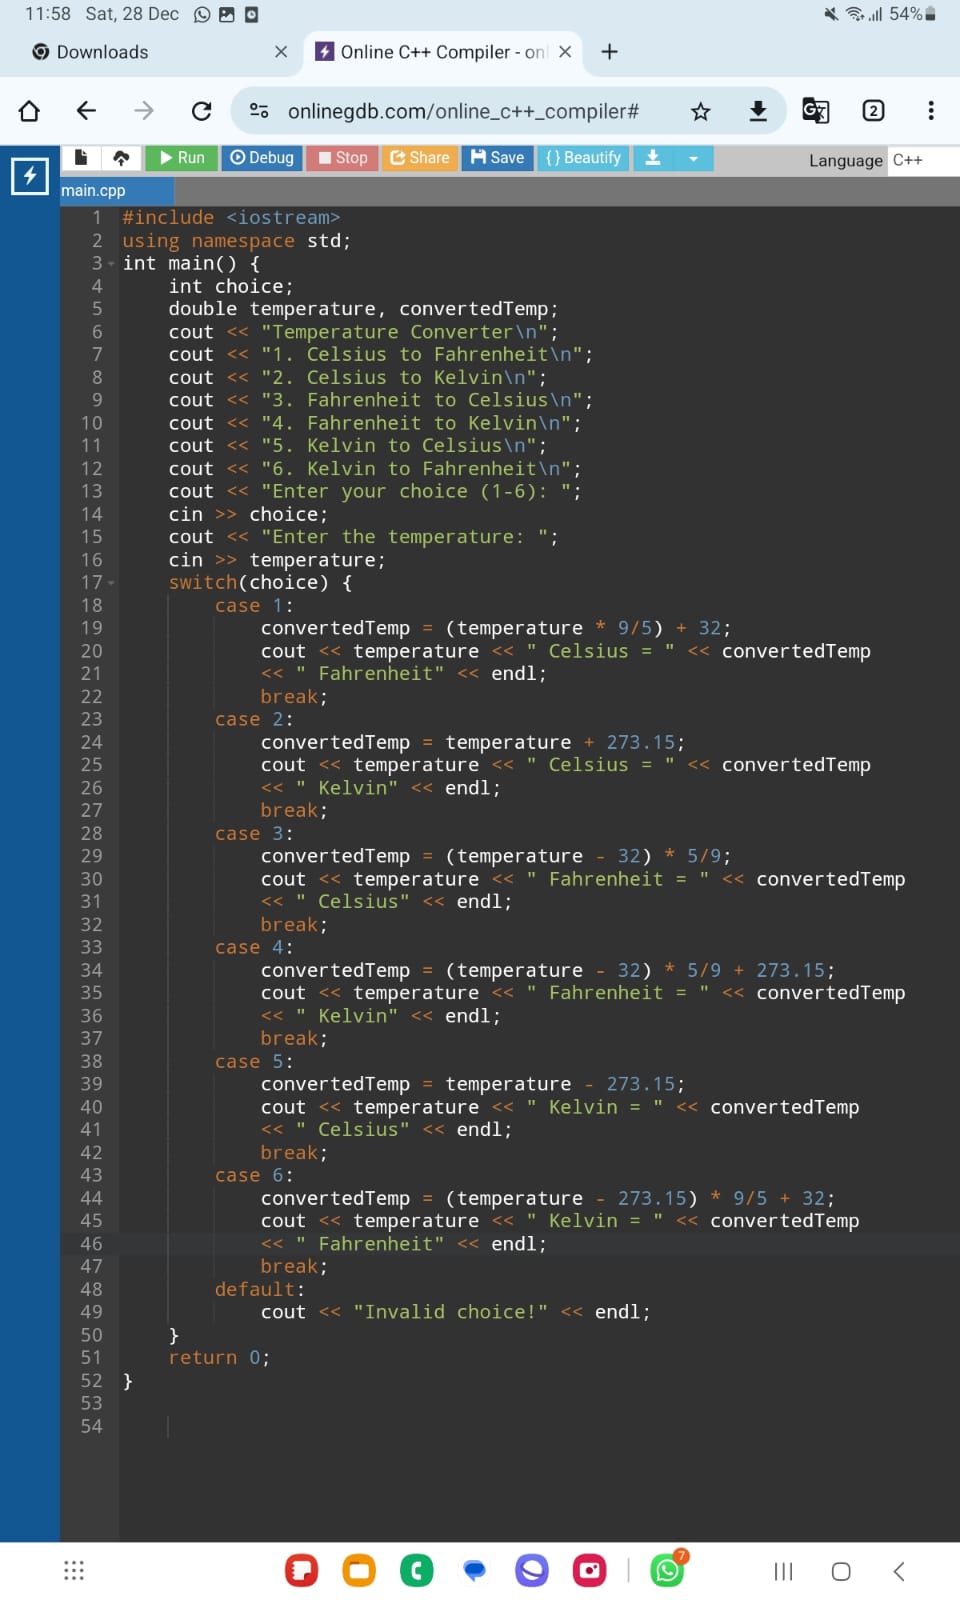 11:58 Sat, 28 Dec 54%
Downloads
Online C++ Compiler - onl
onlinegdb.com/online_c++_compiler#
2
Run Debug Stop Share Save {} Beautify Language C++
main.cpp
1 #include <iostream>
2 using namespace std;
3 int main() {
4     int choice;
5     double temperature, convertedTemp;
6     cout << "Temperature Converter\n";
7     cout << "1. Celsius to Fahrenheit\n";
8     cout << "2. Celsius to Kelvin\n";
9     cout << "3. Fahrenheit to Celsius\n";
10     cout << "4. Fahrenheit to Kelvin\n";
11     cout << "5. Kelvin to Celsius\n";
12     cout << "6. Kelvin to Fahrenheit\n";
13     cout << "Enter your choice (1-6): ";
14     cin >> choice;
15     cout << "Enter the temperature: ";
16     cin >> temperature;
17     switch(choice) {
18         case 1:
19             convertedTemp = (temperature * 9/5) + 32;
20             cout << temperature << " Celsius = " << convertedTemp
21             << " Fahrenheit" << endl;
22             break;
23         case 2:
24             convertedTemp = temperature + 273.15;
25             cout << temperature << " Celsius = " << convertedTemp
26             << " Kelvin" << endl;
27             break;
28         case 3:
29             convertedTemp = (temperature - 32) * 5/9;
30             cout << temperature << " Fahrenheit = " << convertedTemp
31             << " Celsius" << endl;
32             break;
33         case 4:
34             convertedTemp = (temperature - 32) * 5/9 + 273.15;
35             cout << temperature << " Fahrenheit = " << convertedTemp
36             << " Kelvin" << endl;
37             break;
38         case 5:
39             convertedTemp = temperature - 273.15;
40             cout << temperature << " Kelvin = " << convertedTemp
41             << " Celsius" << endl;
42             break;
43         case 6:
44             convertedTemp = (temperature - 273.15) * 9/5 + 32;
45             cout << temperature << " Kelvin = " << convertedTemp
46             << " Fahrenheit" << endl;
47             break;
48         default:
49             cout << "Invalid choice!" << endl;
50     }
51     return 0;
52 }
53
54
7